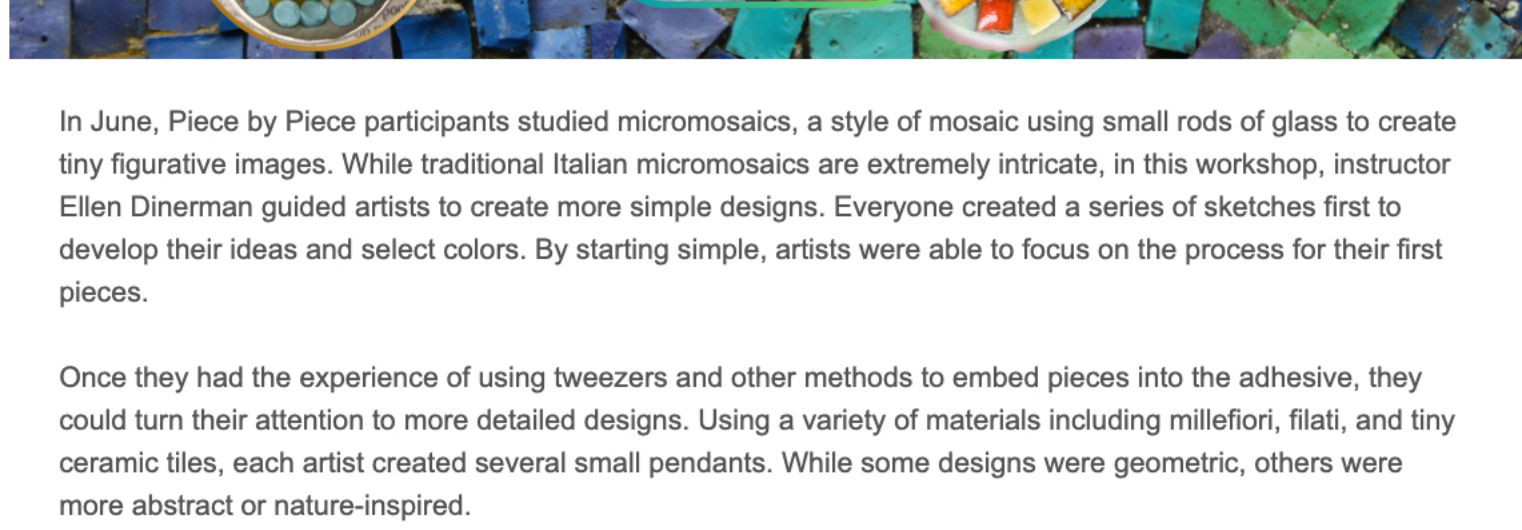 In June, Piece by Piece participants studied micromosaics, a style of mosaic using small rods of glass to create
tiny figurative images. While traditional Italian micromosaics are extremely intricate, in this workshop, instructor
Ellen Dinerman guided artists to create more simple designs. Everyone created a series of sketches first to
develop their ideas and select colors. By starting simple, artists were able to focus on the process for their first
pieces.
Once they had the experience of using tweezers and other methods to embed pieces into the adhesive, they
could turn their attention to more detailed designs. Using a variety of materials including millefiori, filati, and tiny
ceramic tiles, each artist created several small pendants. While some designs were geometric, others were
more abstract or nature-inspired.